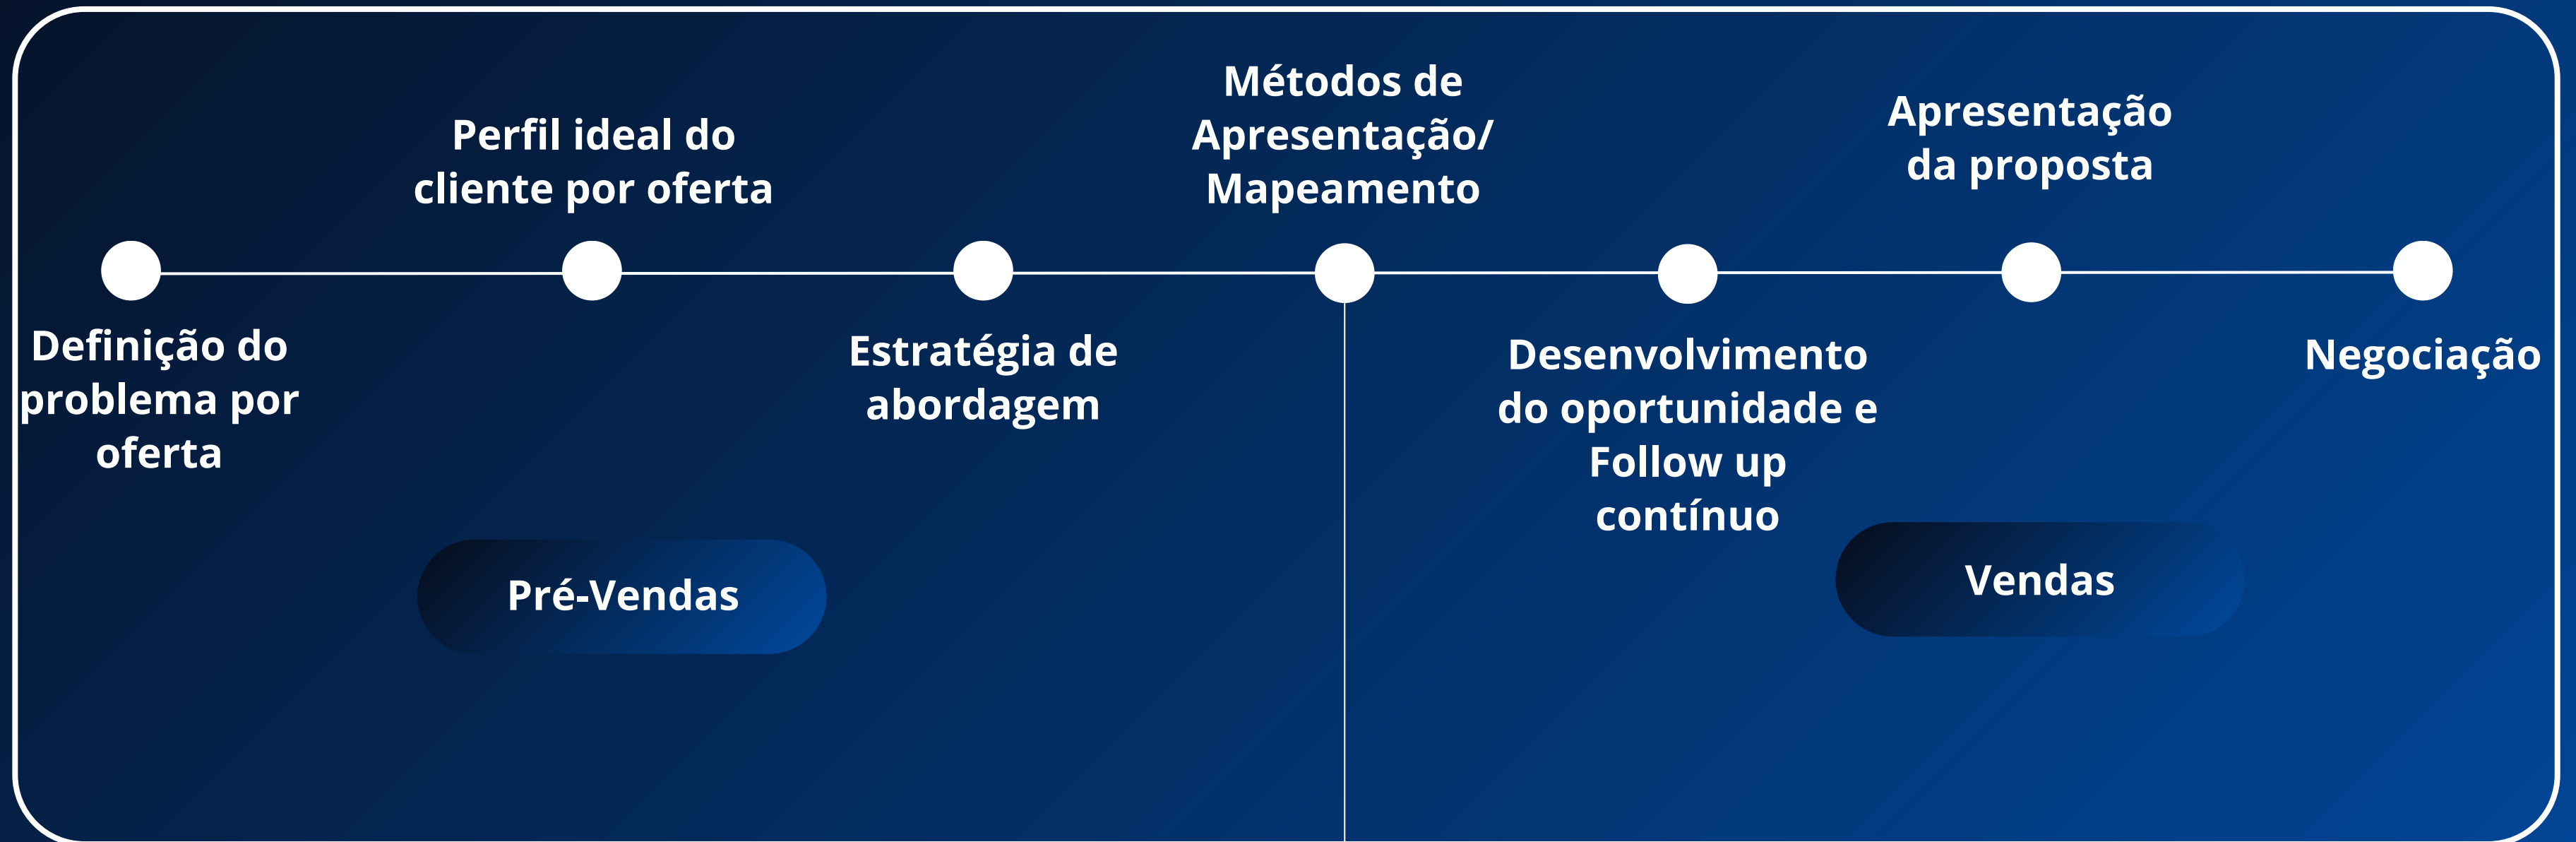 Métodos de
Apresentação/
Mapeamento
Perfil ideal do
cliente por oferta
Apresentação
da proposta
Definição do
problema por
oferta
Estratégia de
abordagem
Desenvolvimento
do oportunidade e
Follow up
contínuo
Negociação
Pré-Vendas
Vendas